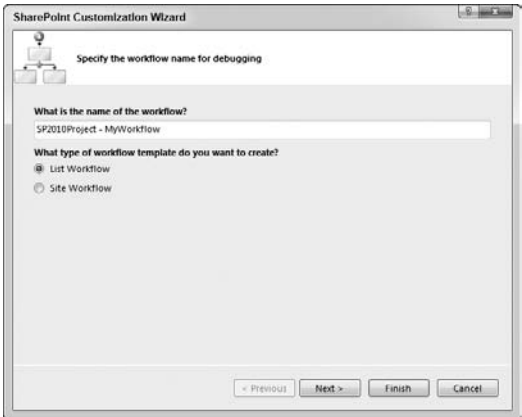 SharePoint Customization Wizard
Specify the workflow name for debugging
What is the name of the workflow?
SP2010Project - MyWorkflow
What type of workflow template do you want to create?
List Workflow
Site Workflow
< Previous Next > Finish Cancel